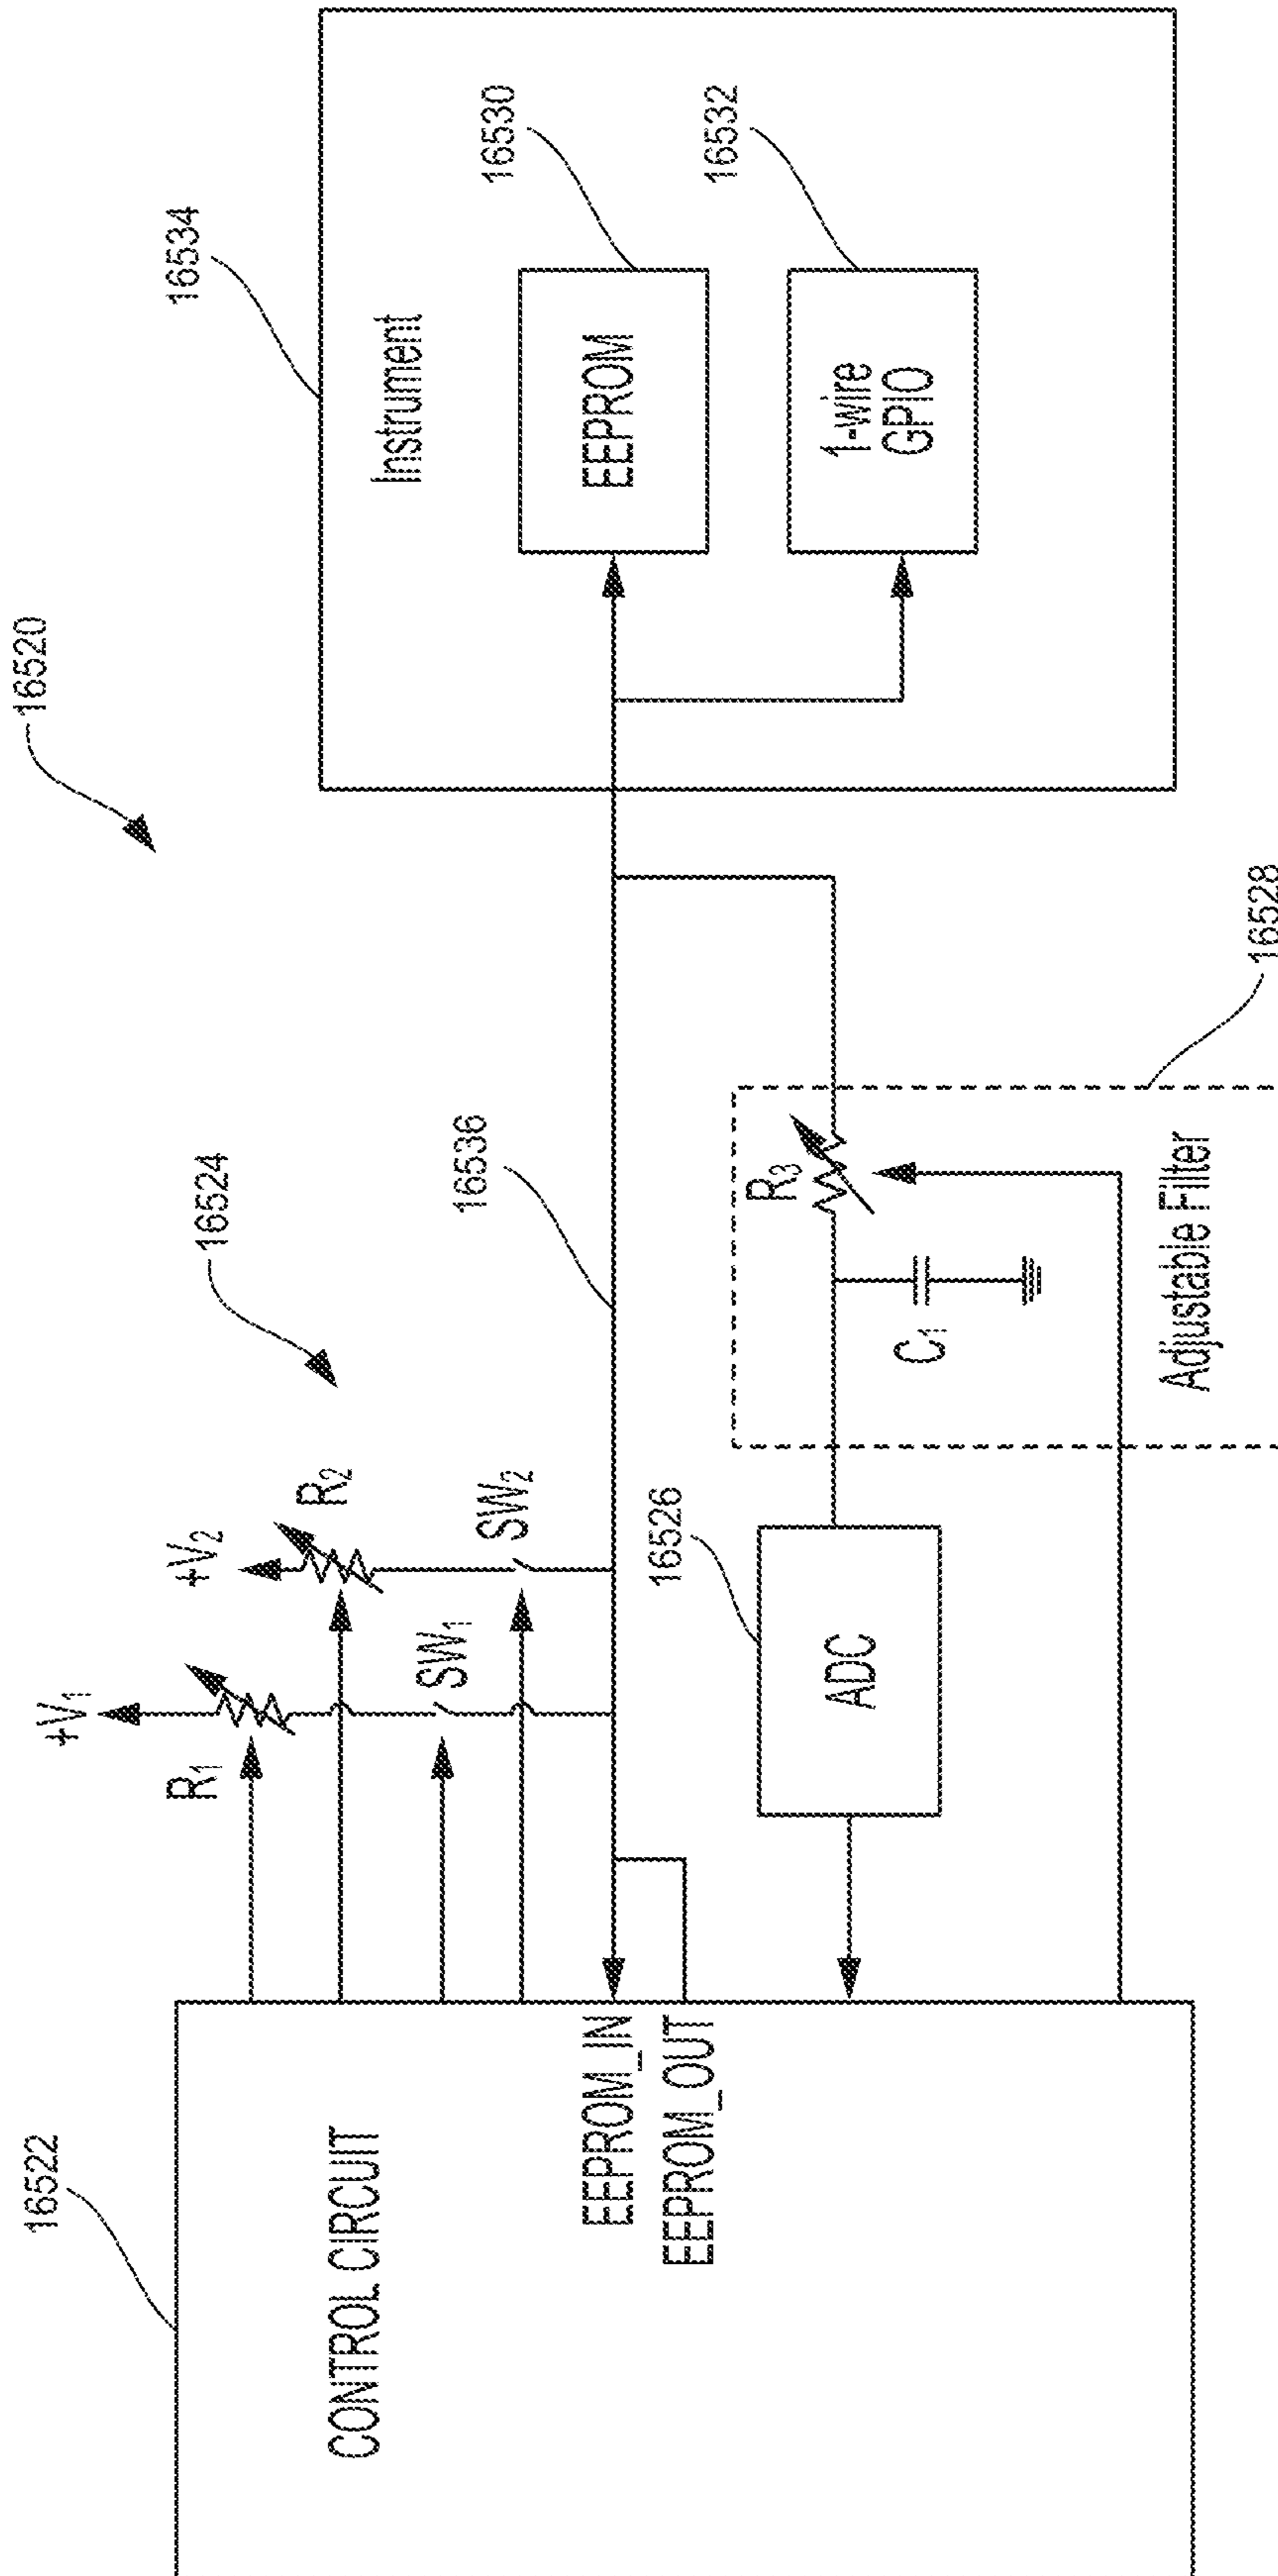 16520
16522
CONTROL CIRCUIT
EEPROM_IN
EEPROM_OUT
+V₁
R₁
SW₁
+V₂
R₂
SW₂
16524
16536
16526
ADC
R₃
C₁
Adjustable Filter
16528
16534
Instrument
16530
EEPROM
16532
1-wire
GPIO